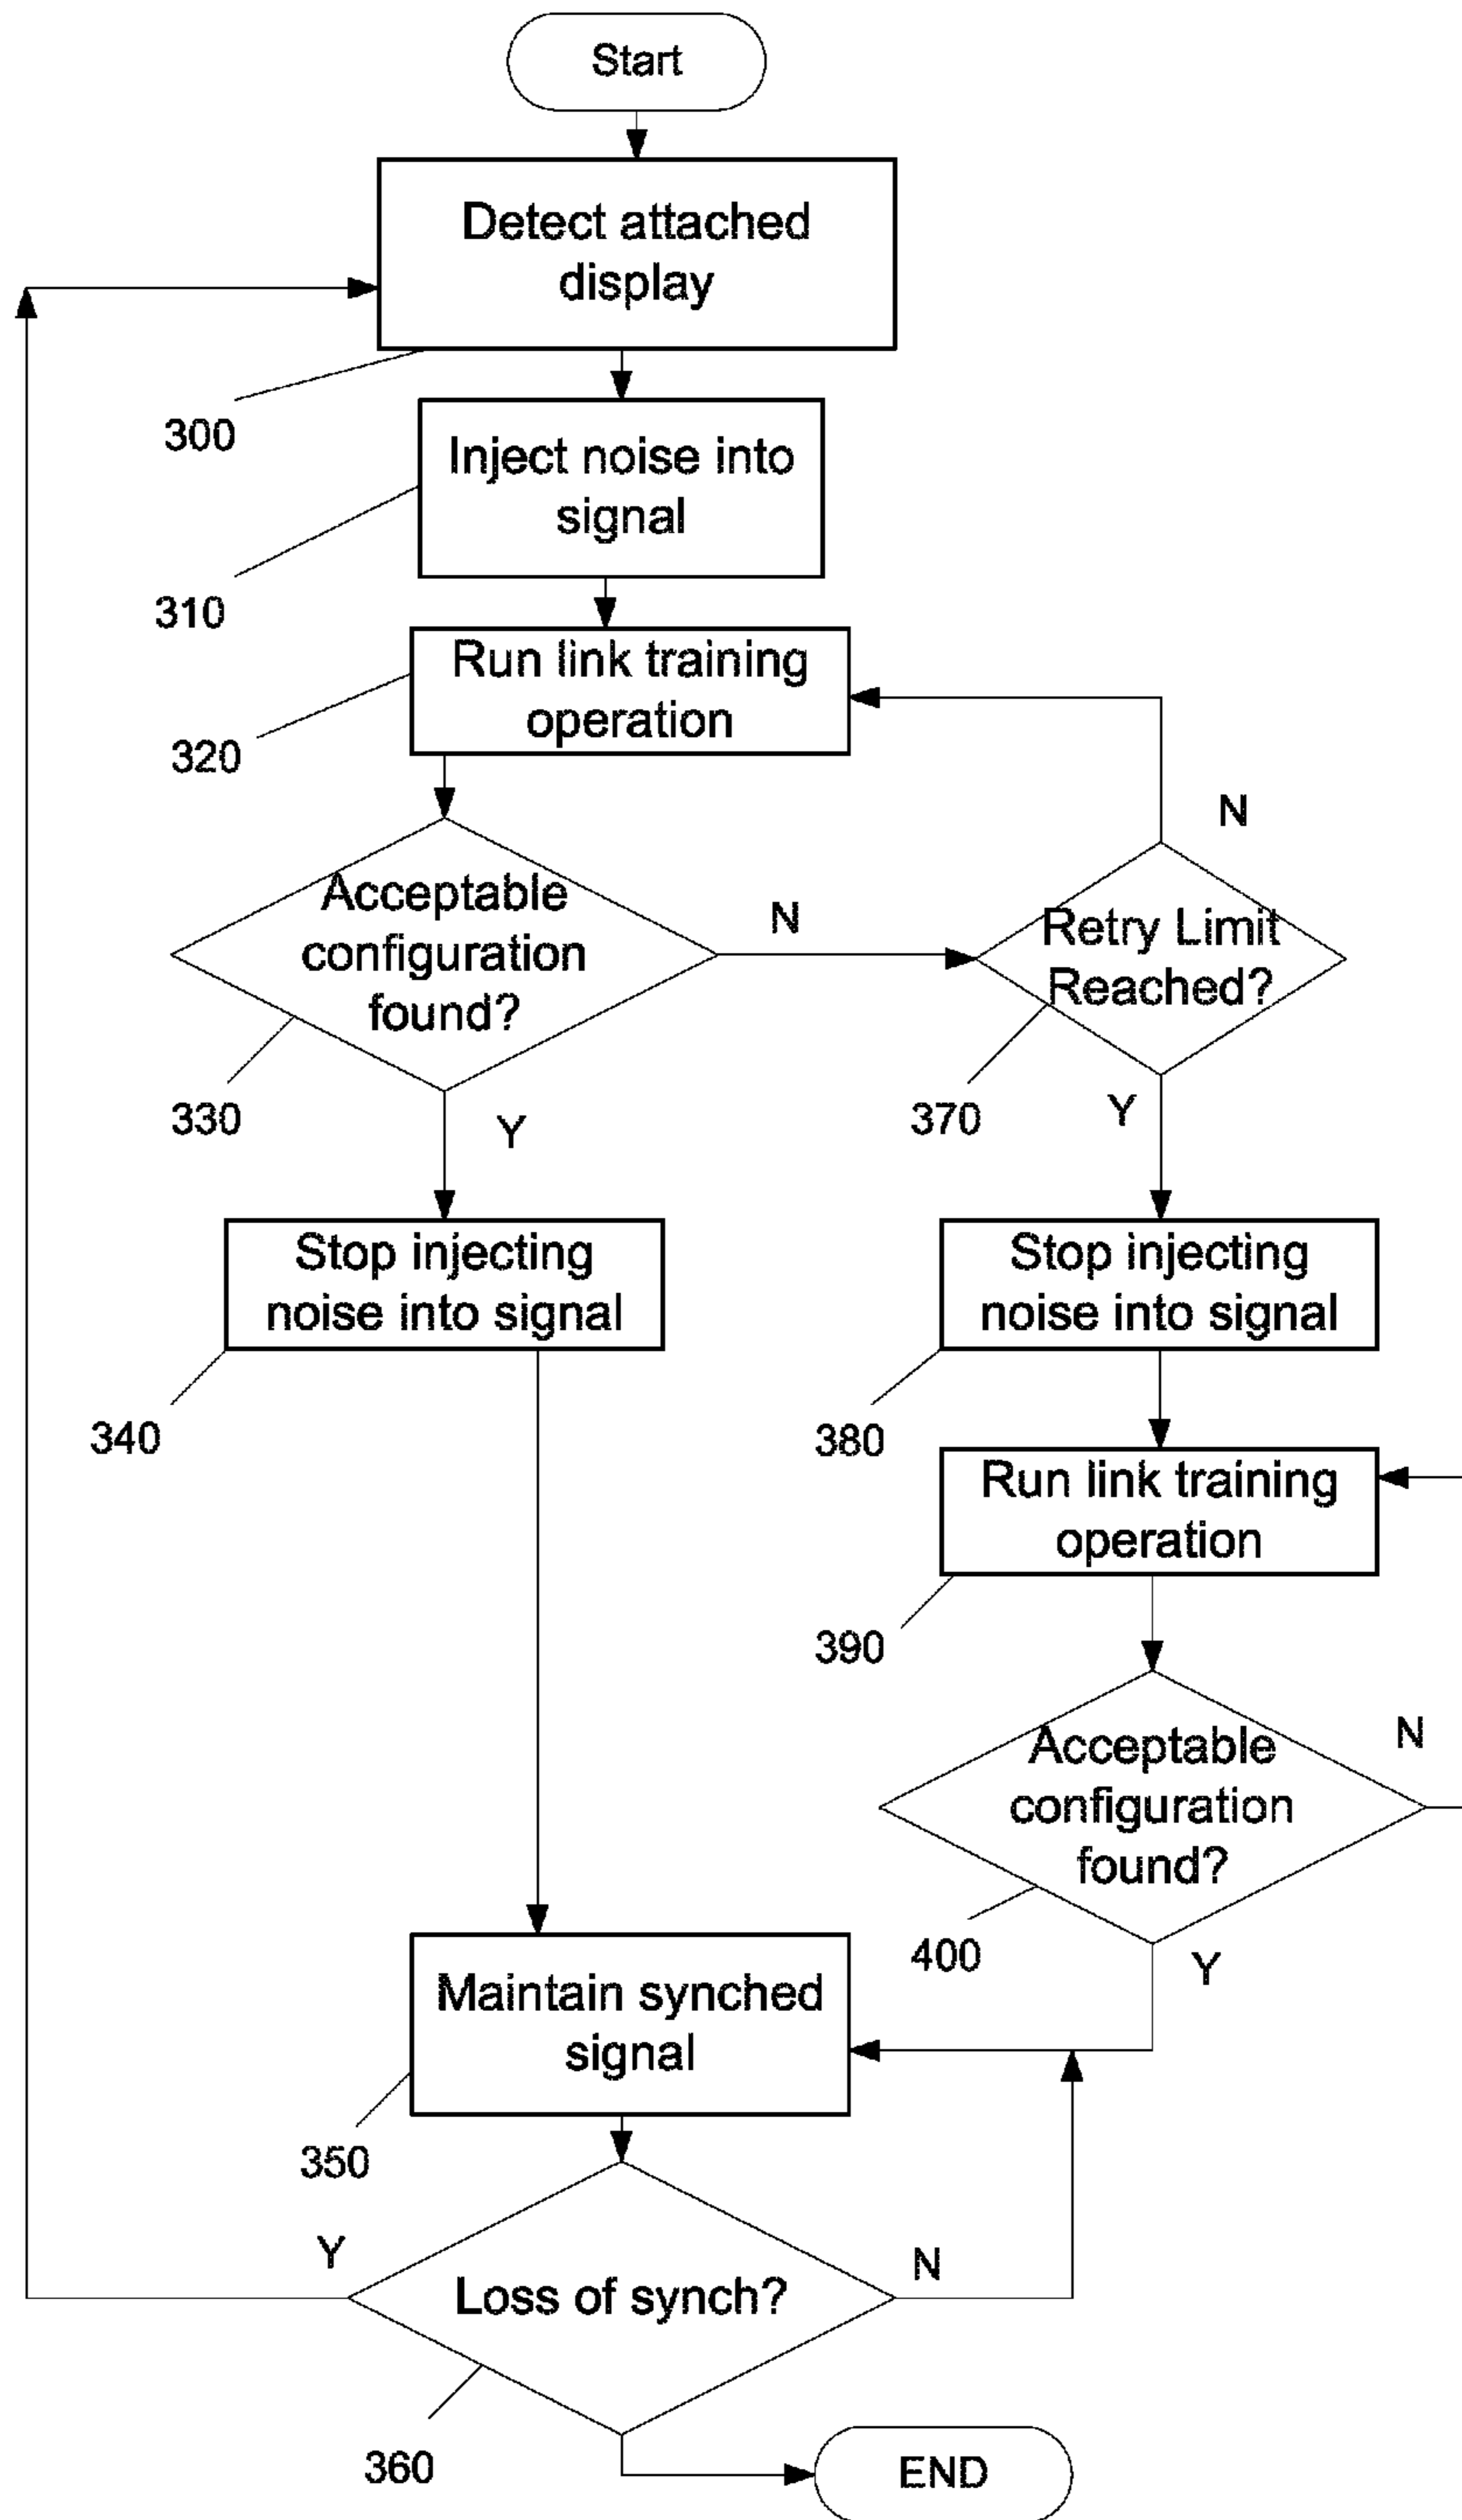 Start
Detect attached
display
300
Inject noise into
signal
310
Run link training
operation
320
N
Acceptable
configuration
found?
N
Retry Limit
Reached?
330
Y
370
Y
Stop injecting
noise into signal
340
Stop injecting
noise into signal
380
Run link training
operation
390
Acceptable
configuration
found?
N
400
Y
Maintain synched
signal
350
Y
Loss of synch?
N
360
END